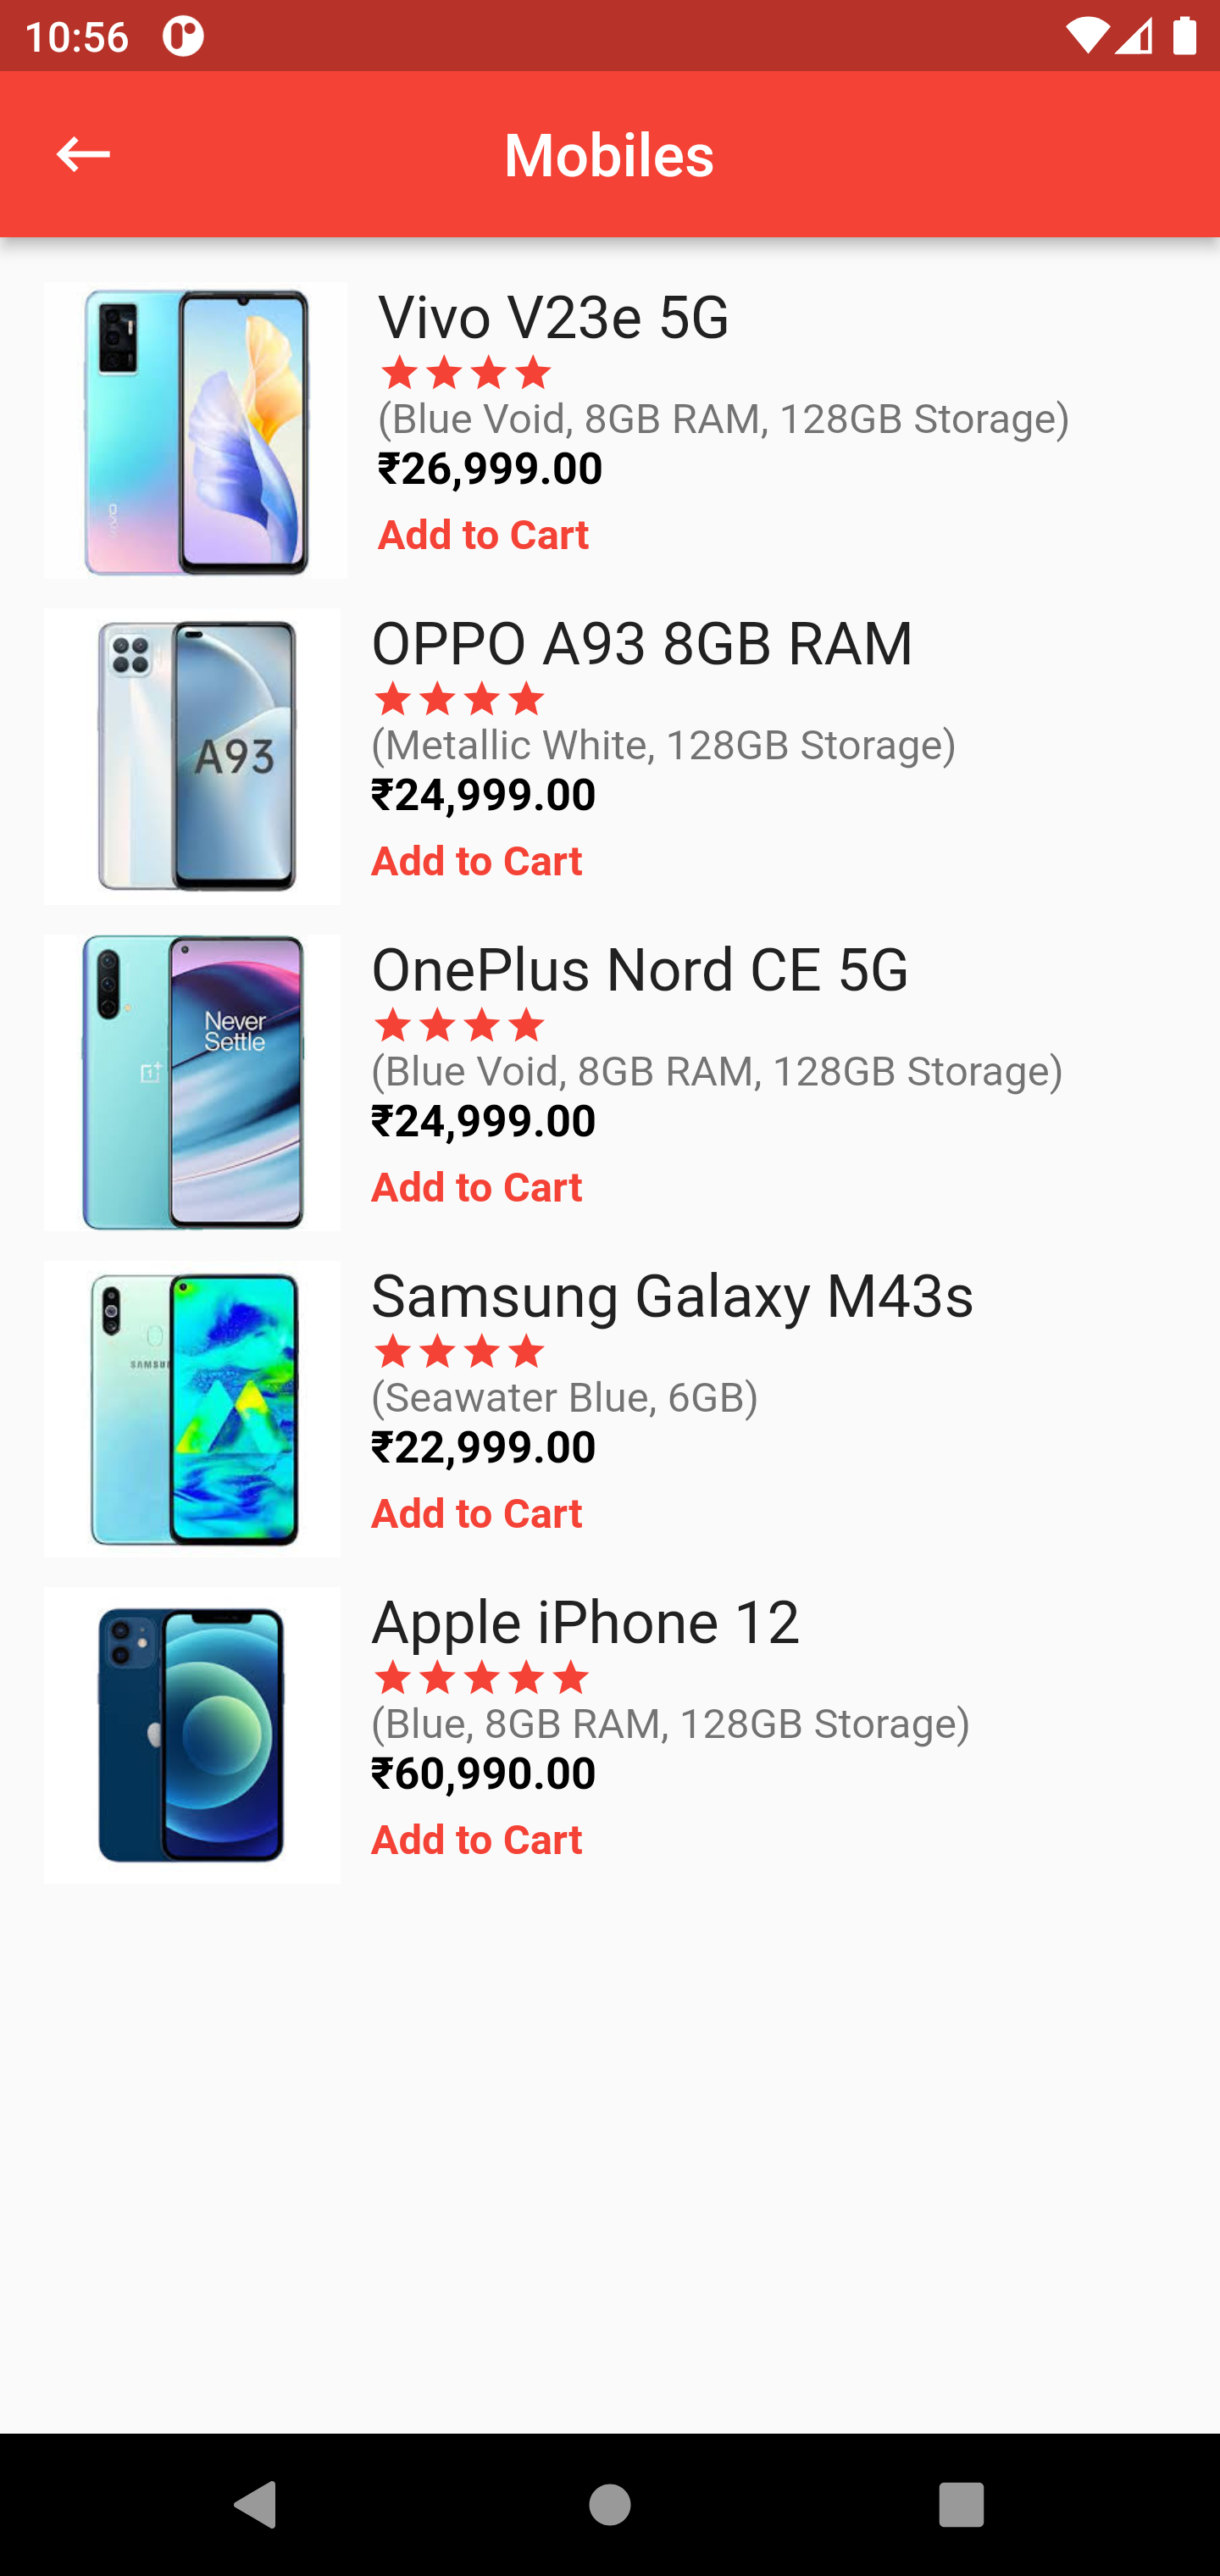 10:56
Mobiles
Vivo V23e 5G
(Blue Void, 8GB RAM, 128GB Storage)
₹26,999.00
Add to Cart
vivo
OPPO A93 8GB RAM
(Metallic White, 128GB Storage)
A93
₹24,999.00
Add to Cart
OnePlus Nord CE 5G
Never
Settle
(Blue Void, 8GB RAM, 128GB Storage)
₹24,999.00
Add to Cart
Samsung Galaxy M43s
SAMSU
(Seawater Blue, 6GB)
₹22,999.00
Add to Cart
Apple iPhone 12
(Blue, 8GB RAM, 128GB Storage)
₹60,990.00
Add to Cart